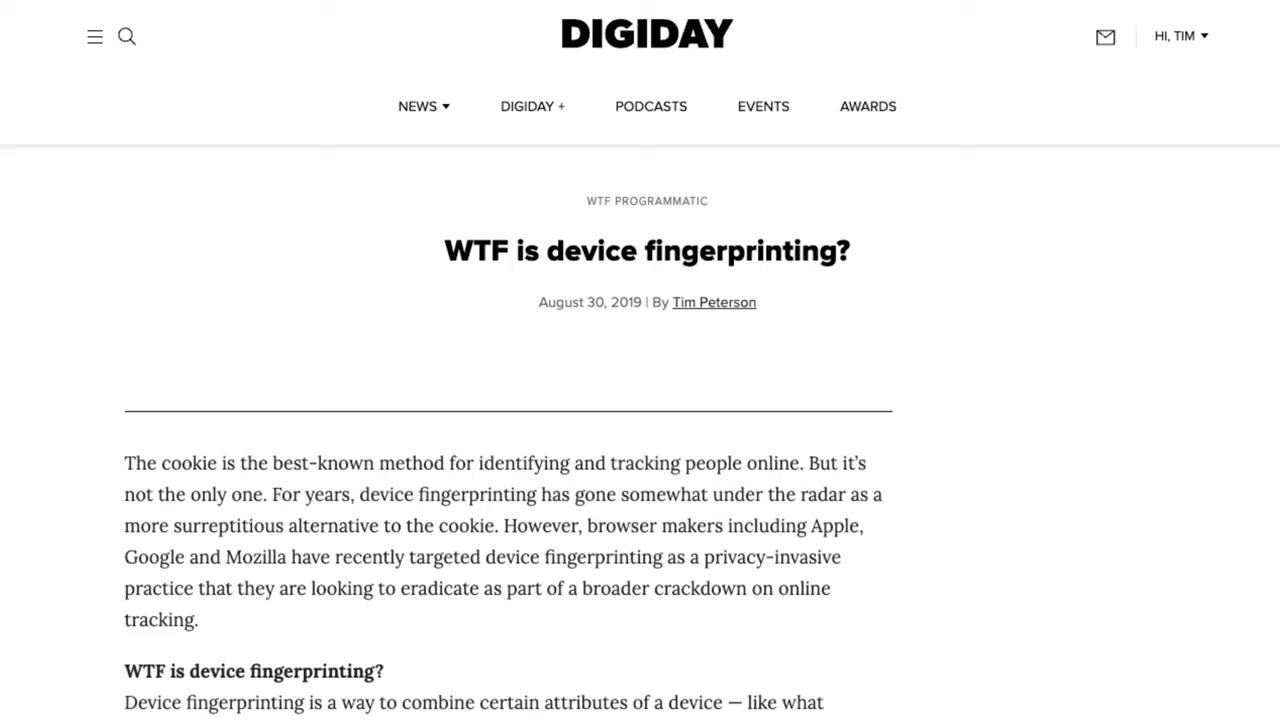 DIGIDAY
HI, TIM
NEWS
DIGIDAY +
PODCASTS
EVENTS
AWARDS
WTF PROGRAMMATIC
WTF is device fingerprinting?
August 30, 2019 | By Tim Peterson
The cookie is the best-known method for identifying and tracking people online. But it’s
not the only one. For years, device fingerprinting has gone somewhat under the radar as a
more surreptitious alternative to the cookie. However, browser makers including Apple,
Google and Mozilla have recently targeted device fingerprinting as a privacy-invasive
practice that they are looking to eradicate as part of a broader crackdown on online
tracking.
WTF is device fingerprinting?
Device fingerprinting is a way to combine certain attributes of a device — like what